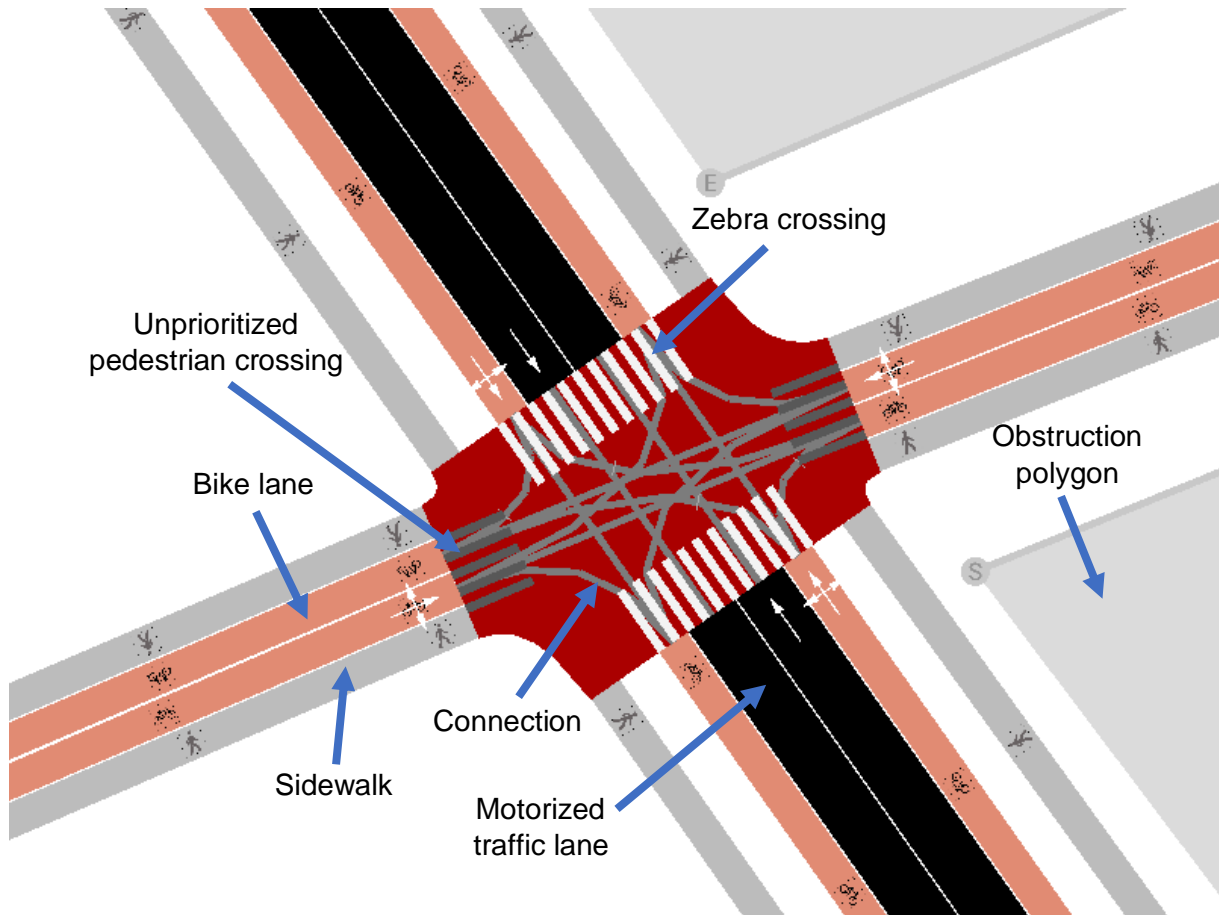 E
Zebra crossing
Unprioritized
pedestrian crossing
Obstruction
polygon
Bike lane
S
Connection
Sidewalk
Motorized
traffic lane